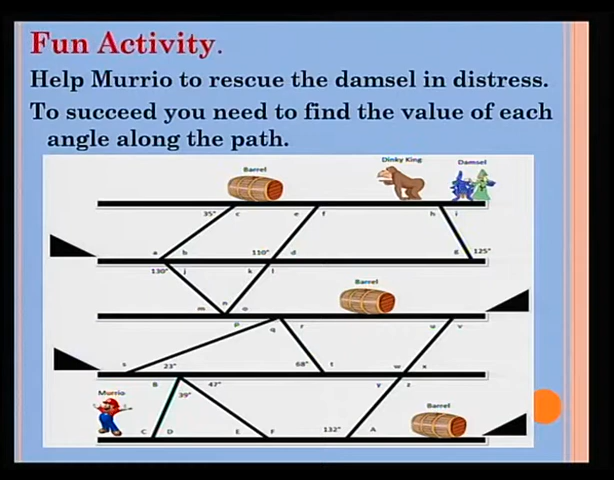 Fun Activity.
Help Murrio to rescue the damsel in distress.
To succeed you need to find the value of each
angle along the path.
Barrel
Dinky King
Damsel
35° c e f h i
a b 110° d g 125°
130° j k l
Barrel
m n o
p q r u v
s 23° 68° t w x
Murrio
B 47° y z
39°
Barrel
C D E F 132° A